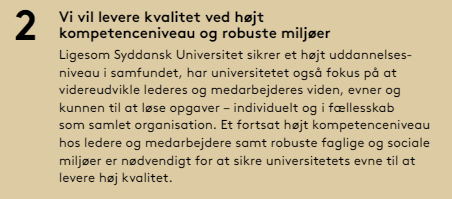 2 Vi vil levere kvalitet ved højt
kompetenceniveau og robuste miljøer
Ligesom Syddansk Universitet sikrer et højt uddannelses-
niveau i samfundet, har universitetet også fokus på at
videreudvikle lederes og medarbejderes viden, evner og
kunnen til at løse opgaver – individuelt og i fællesskab
som samlet organisation. Et fortsat højt kompetenceniveau
hos ledere og medarbejdere samt robuste faglige og sociale
miljøer er nødvendigt for at sikre universitetets evne til at
levere høj kvalitet.